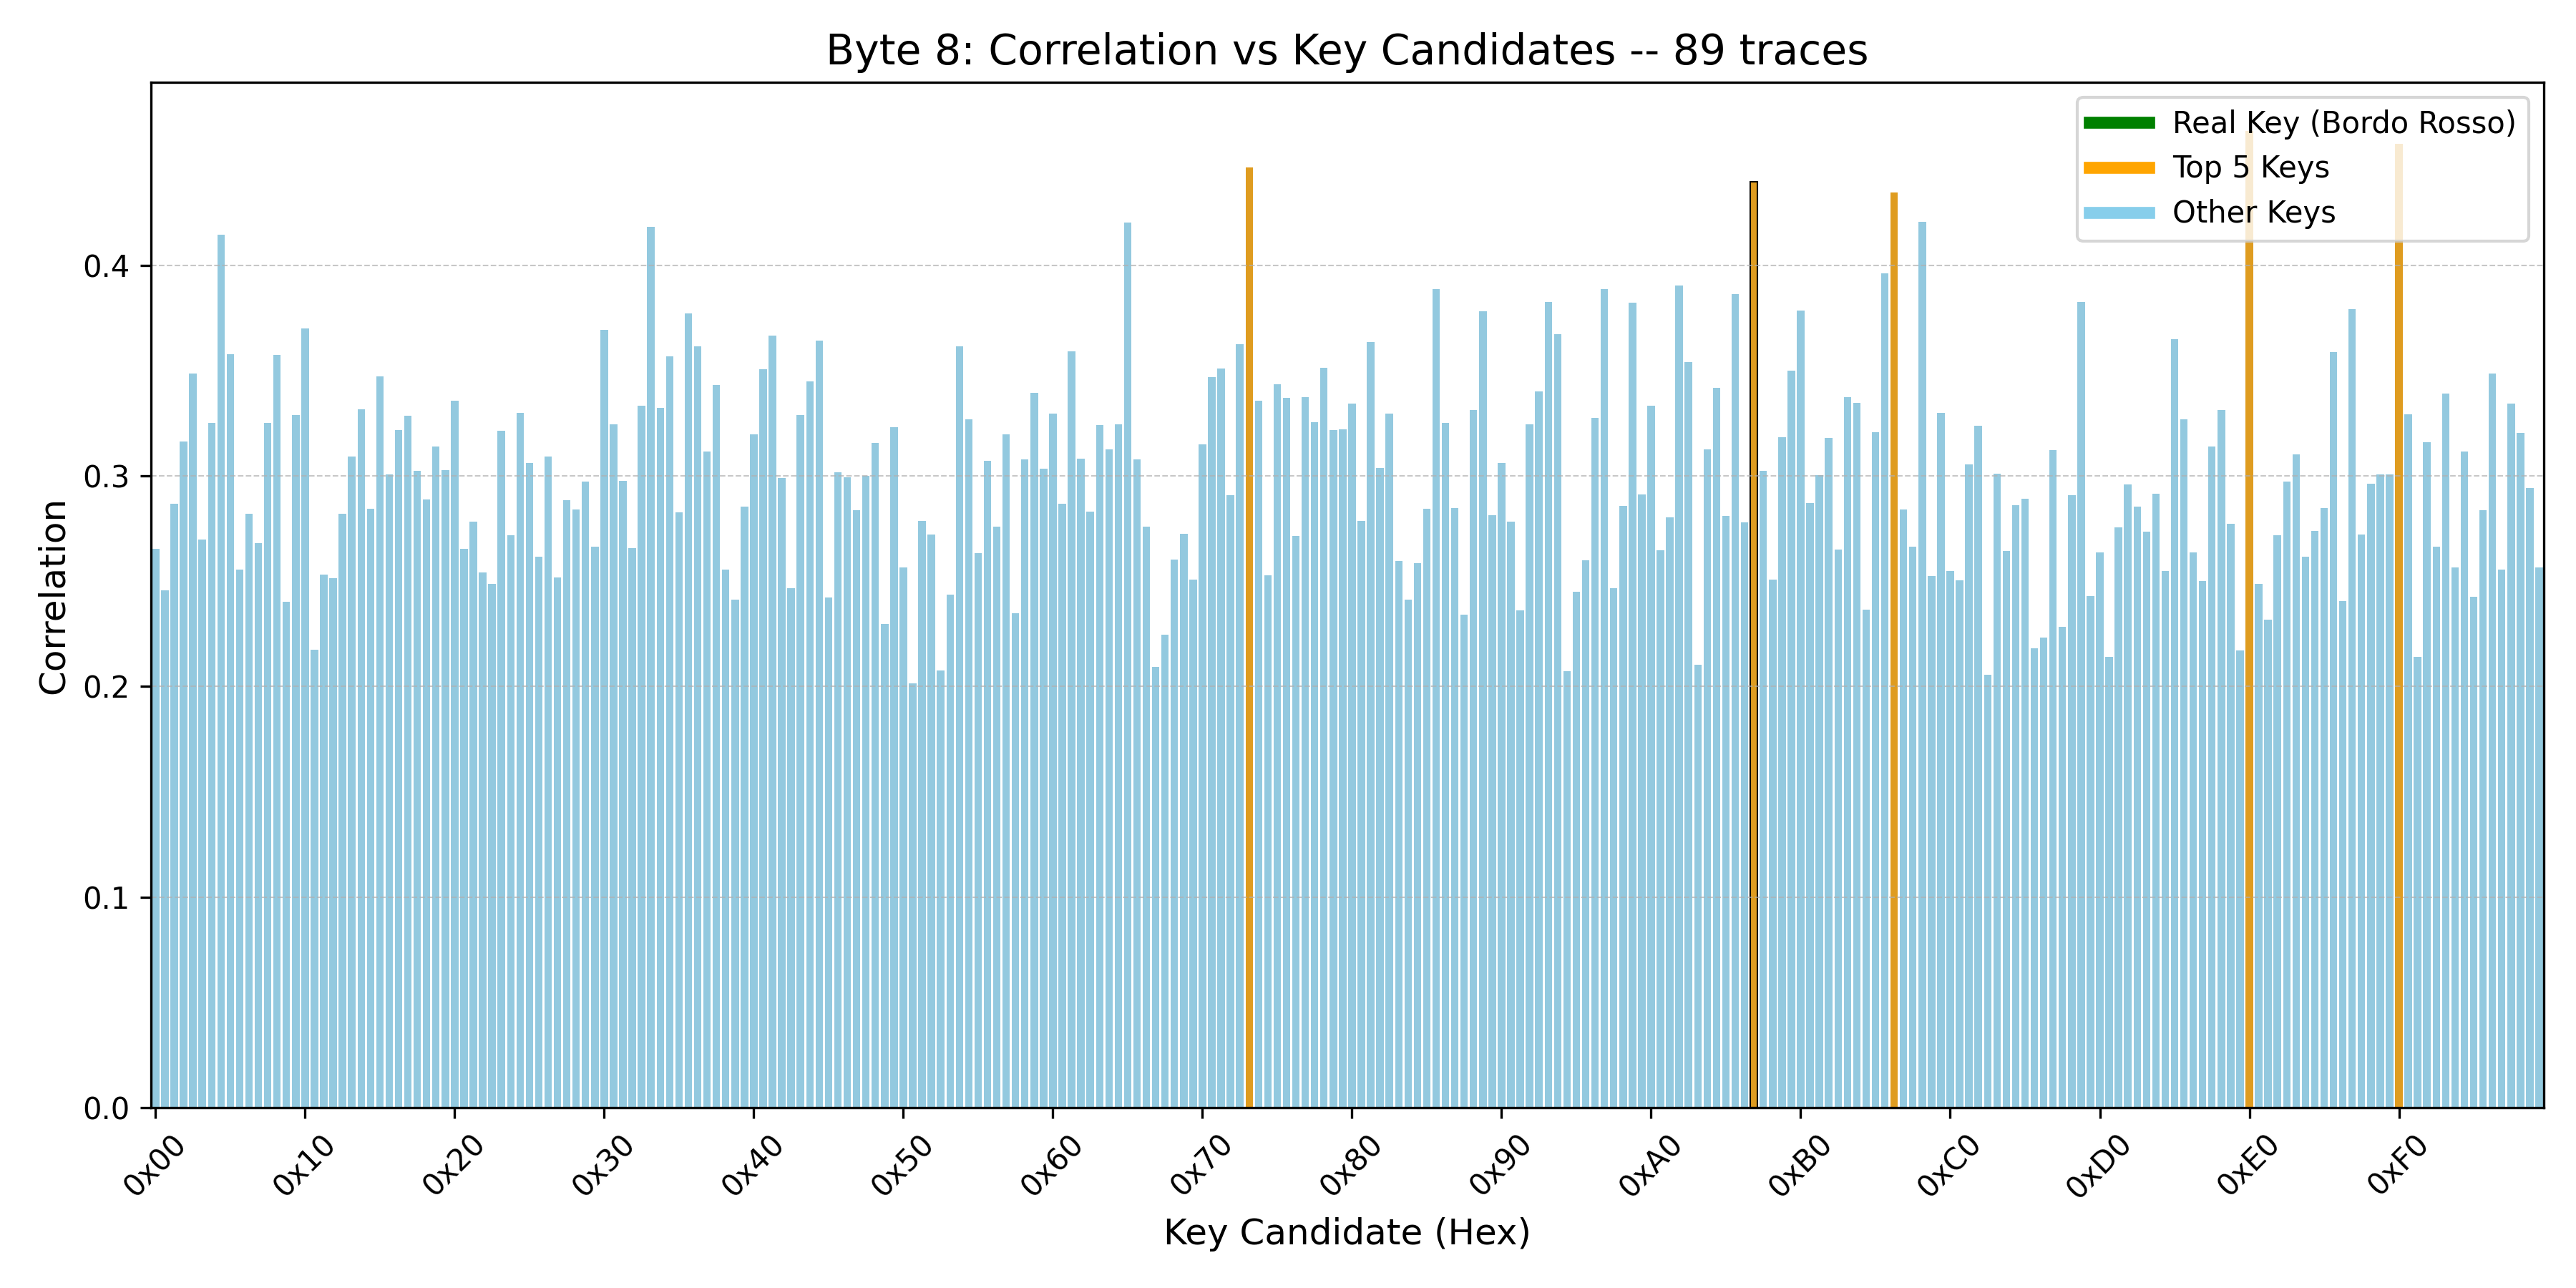 Byte 8: Correlation vs Key Candidates -- 89 traces
Real Key (Bordo Rosso)
Top 5 Keys
Other Keys
Correlation
0.4
0.3
0.2
0.1
0.0
0x00
0x10
0x20
0x30
0x40
0x50
0x60
0x70
0x80
0x90
0xA0
0xB0
0xC0
0xD0
0xE0
0xF0
Key Candidate (Hex)